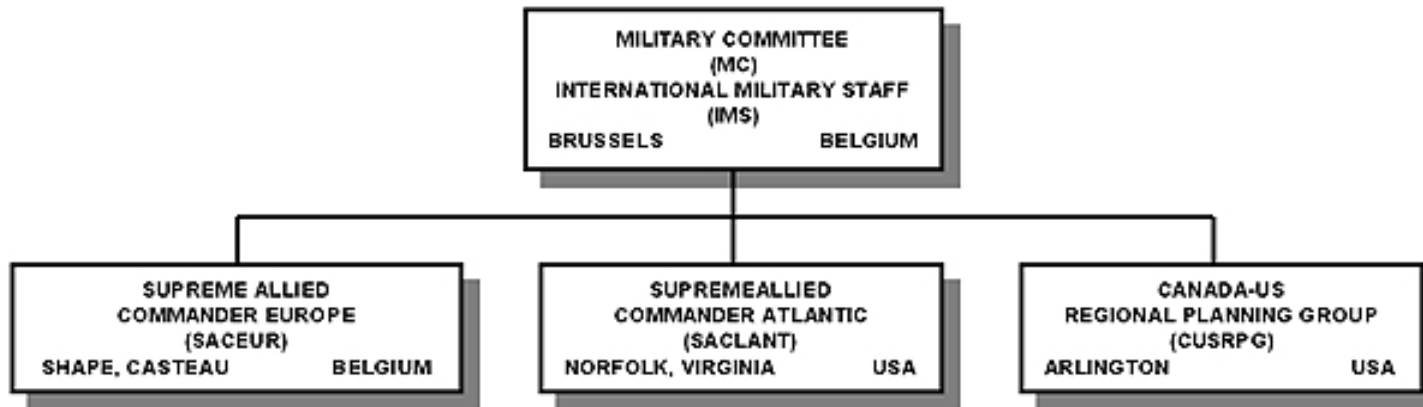 MILITARY COMMITTEE
(MC)
INTERNATIONAL MILITARY STAFF
(IMS)
BRUSSELS BELGIUM
SUPREME ALLIED
COMMANDER EUROPE
(SACEUR)
SHAPE, CASTEAU BELGIUM
SUPREMEALLIED
COMMANDER ATLANTIC
(SACLANT)
NORFOLK, VIRGINIA USA
CANADA-US
REGIONAL PLANNING GROUP
(CUSRPG)
ARLINGTON USA